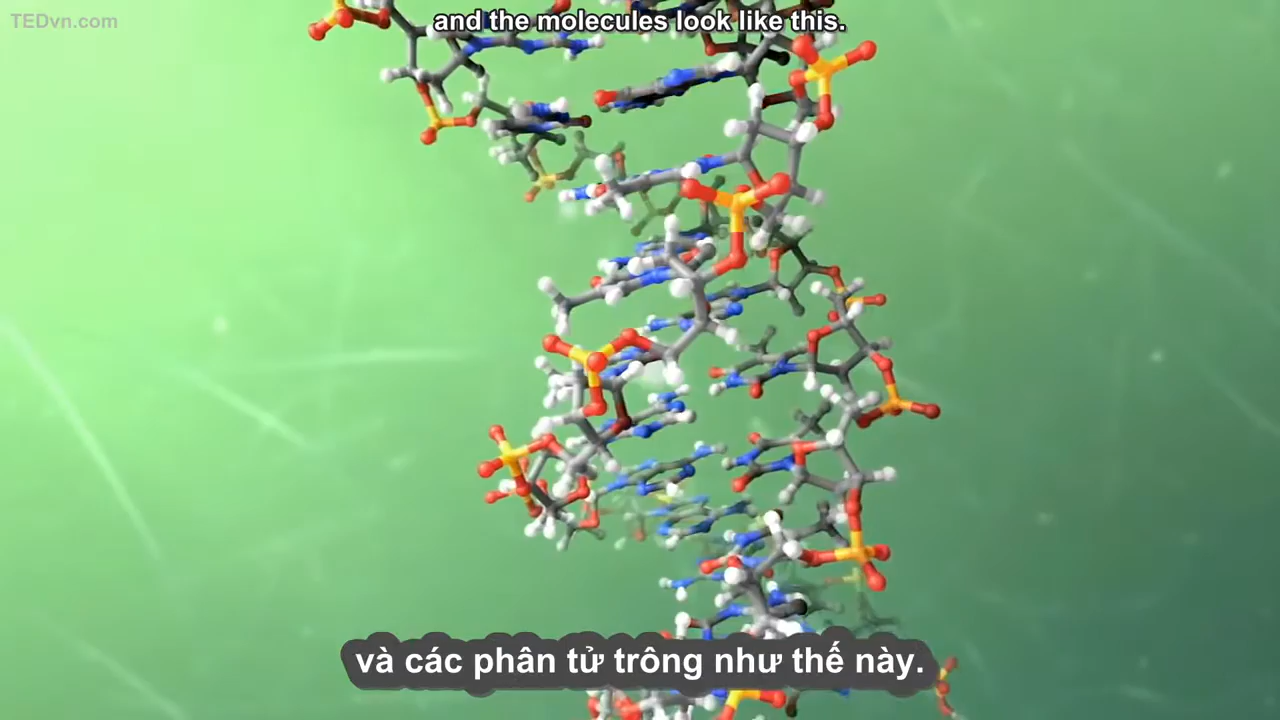 TEDvn.com
and the molecules look like this.
và các phân tử trông như thế này.